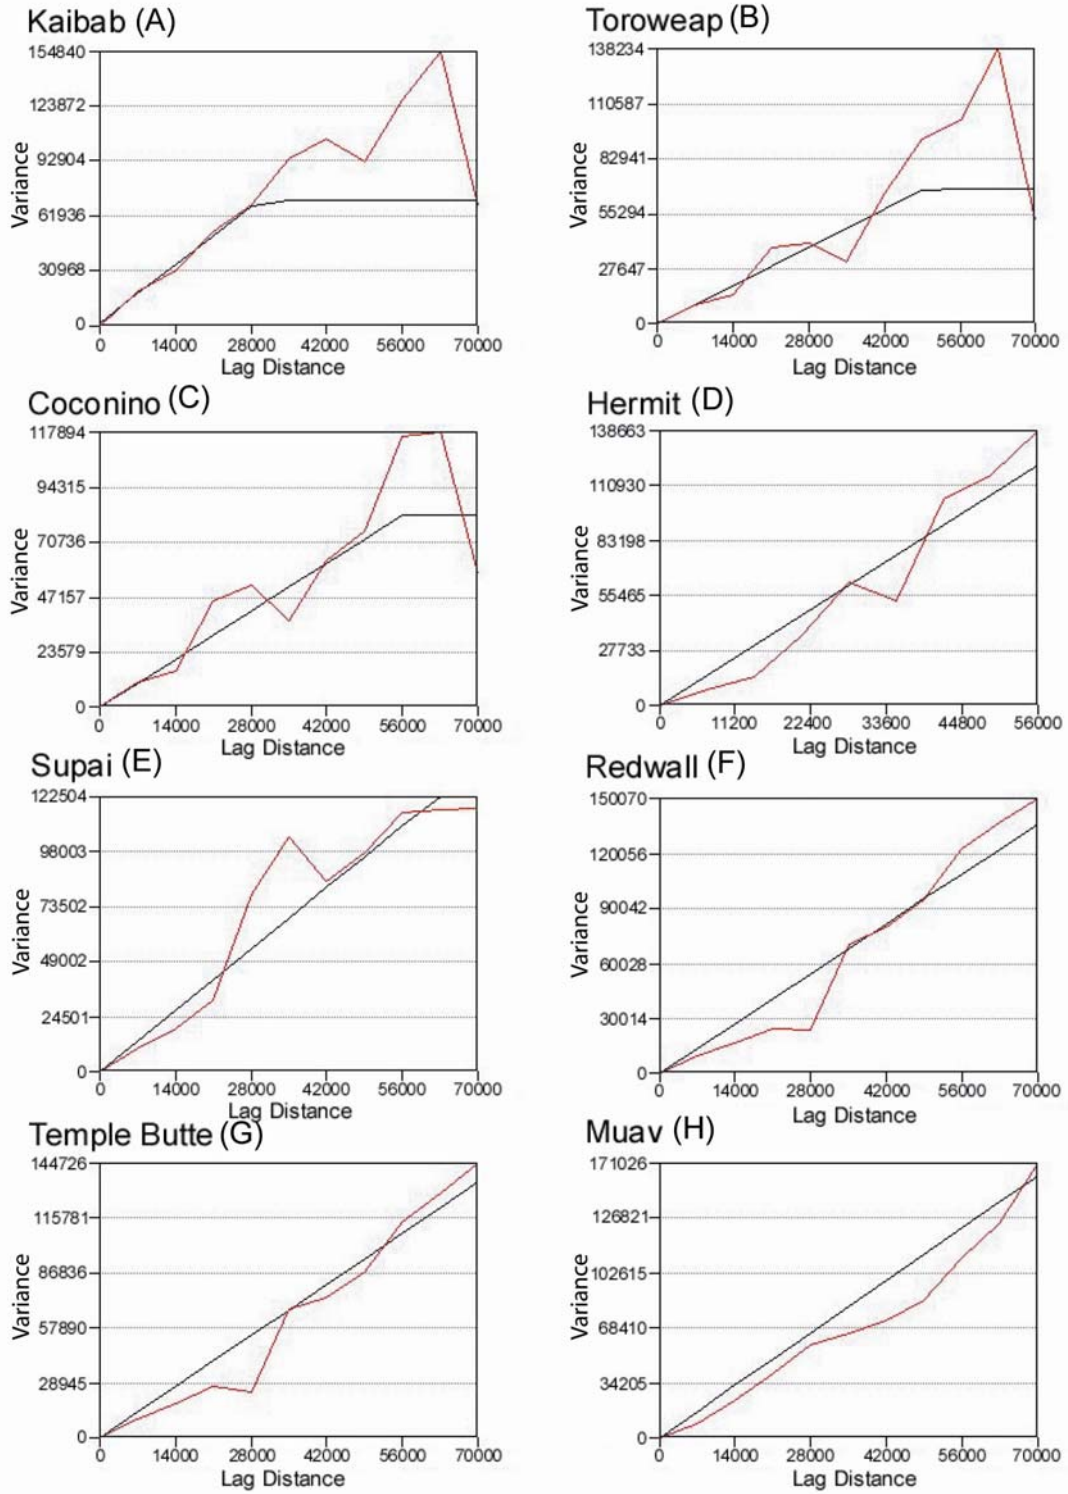 Kaibab (A)
154840
123872
92904
61936
30968
0
Variance
0 14000 28000 42000 56000 70000
Lag Distance
Toroweap (B)
138234
110587
82941
55294
27647
0
Variance
0 14000 28000 42000 56000 70000
Lag Distance
Coconino (C)
117894
94315
70736
47157
23579
0
Variance
0 14000 28000 42000 56000 70000
Lag Distance
Hermit (D)
138663
110930
83198
55465
27733
0
Variance
0 11200 22400 33600 44800 56000
Lag Distance
Supai (E)
122504
98003
73502
49002
24501
0
Variance
0 14000 28000 42000 56000 70000
Lag Distance
Redwall (F)
150070
120056
90042
60028
30014
0
Variance
0 14000 28000 42000 56000 70000
Lag Distance
Temple Butte (G)
144726
115781
86836
57890
28945
0
Variance
0 14000 28000 42000 56000 70000
Lag Distance
Muav (H)
171026
126821
102615
68410
34205
0
Variance
0 14000 28000 42000 56000 70000
Lag Distance